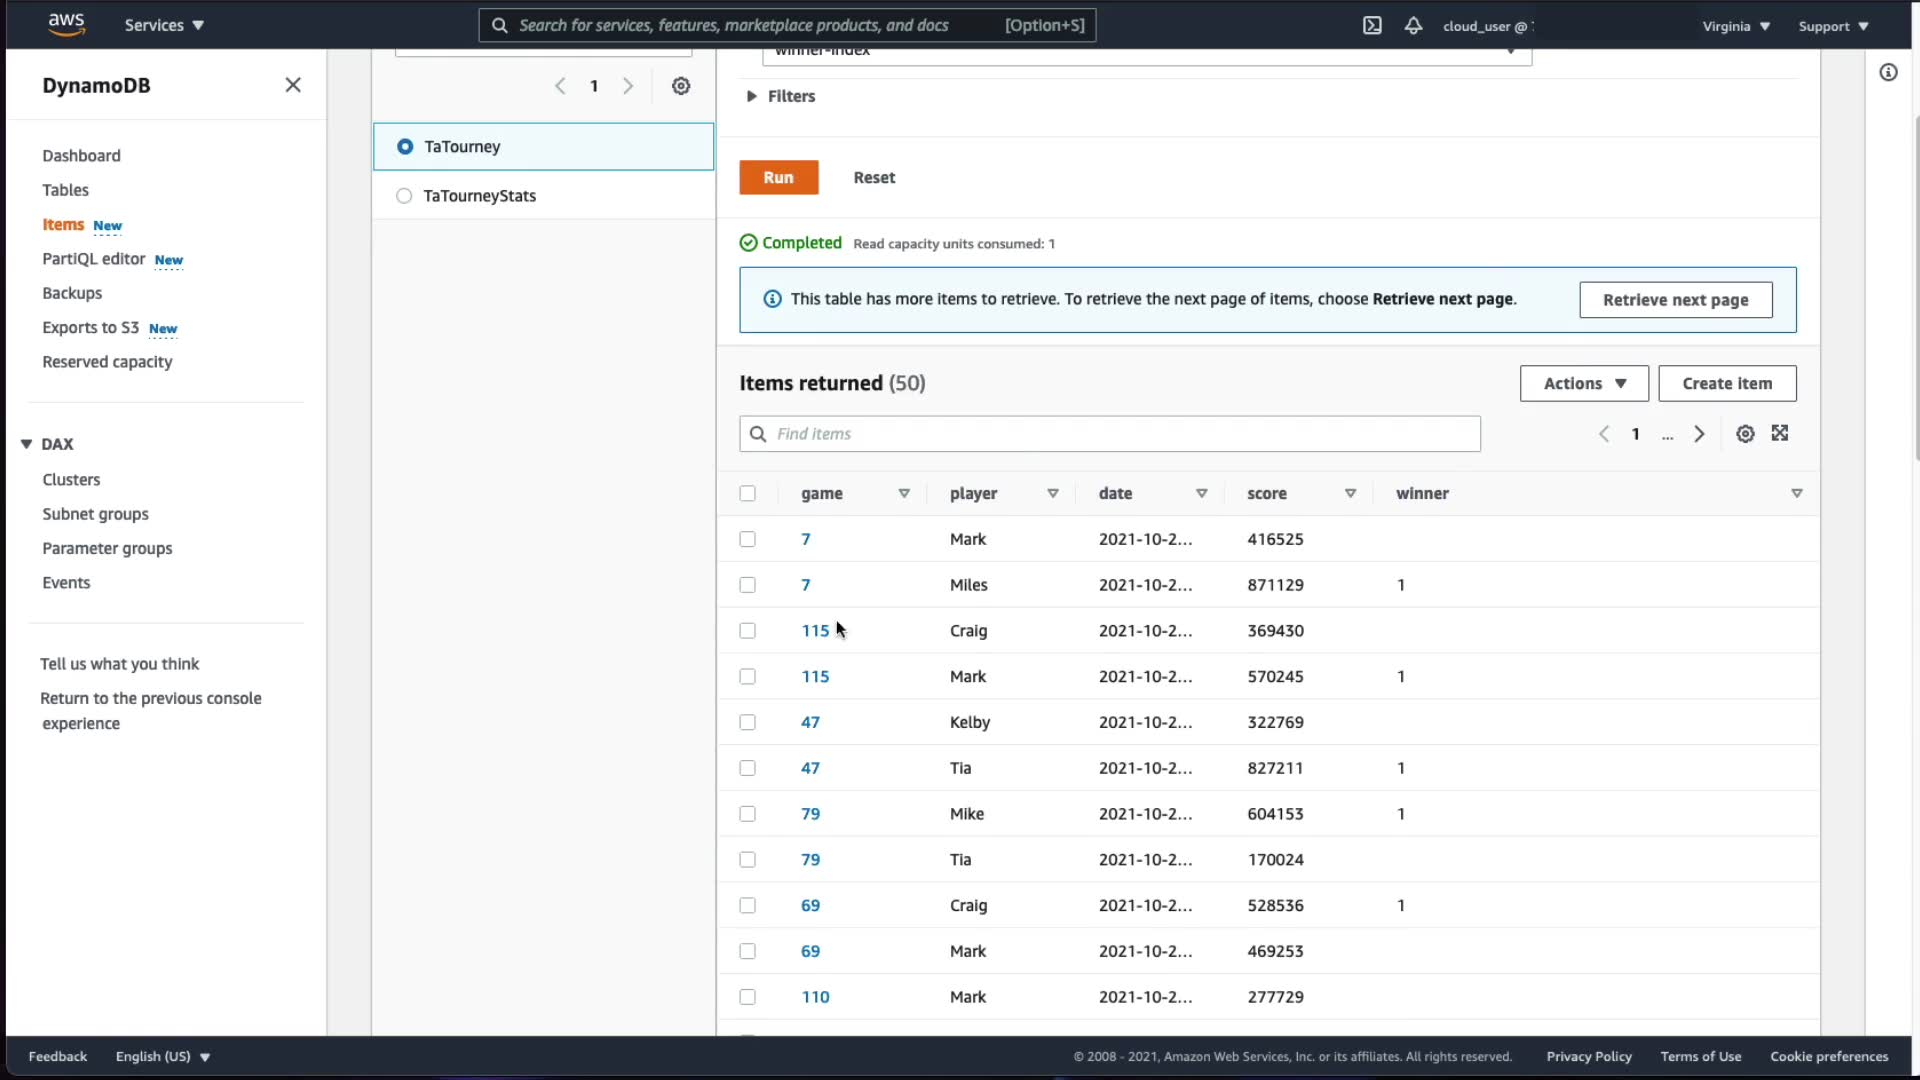 aws
Services
Search for services, features, marketplace products, and docs [Option+S]
cloud_user @
Virginia
Support
DynamoDB
Dashboard
Tables
Items New
PartiQL editor New
Backups
Exports to S3 New
Reserved capacity
DAX
Clusters
Subnet groups
Parameter groups
Events
Tell us what you think
Return to the previous console
experience
1
TaTourney
TaTourneyStats
winner-index
Filters
Run Reset
Completed Read capacity units consumed: 1
This table has more items to retrieve. To retrieve the next page of items, choose Retrieve next page.
Retrieve next page
Items returned (50)
Actions Create item
Find items
1 ...
game player date score winner
7 Mark 2021-10-2... 416525
7 Miles 2021-10-2... 871129 1
115 Craig 2021-10-2... 369430
115 Mark 2021-10-2... 570245 1
47 Kelby 2021-10-2... 322769
47 Tia 2021-10-2... 827211 1
79 Mike 2021-10-2... 604153 1
79 Tia 2021-10-2... 170024
69 Craig 2021-10-2... 528536 1
69 Mark 2021-10-2... 469253
110 Mark 2021-10-2... 277729
Feedback English (US)
© 2008 - 2021, Amazon Web Services, Inc. or its affiliates. All rights reserved. Privacy Policy Terms of Use Cookie preferences